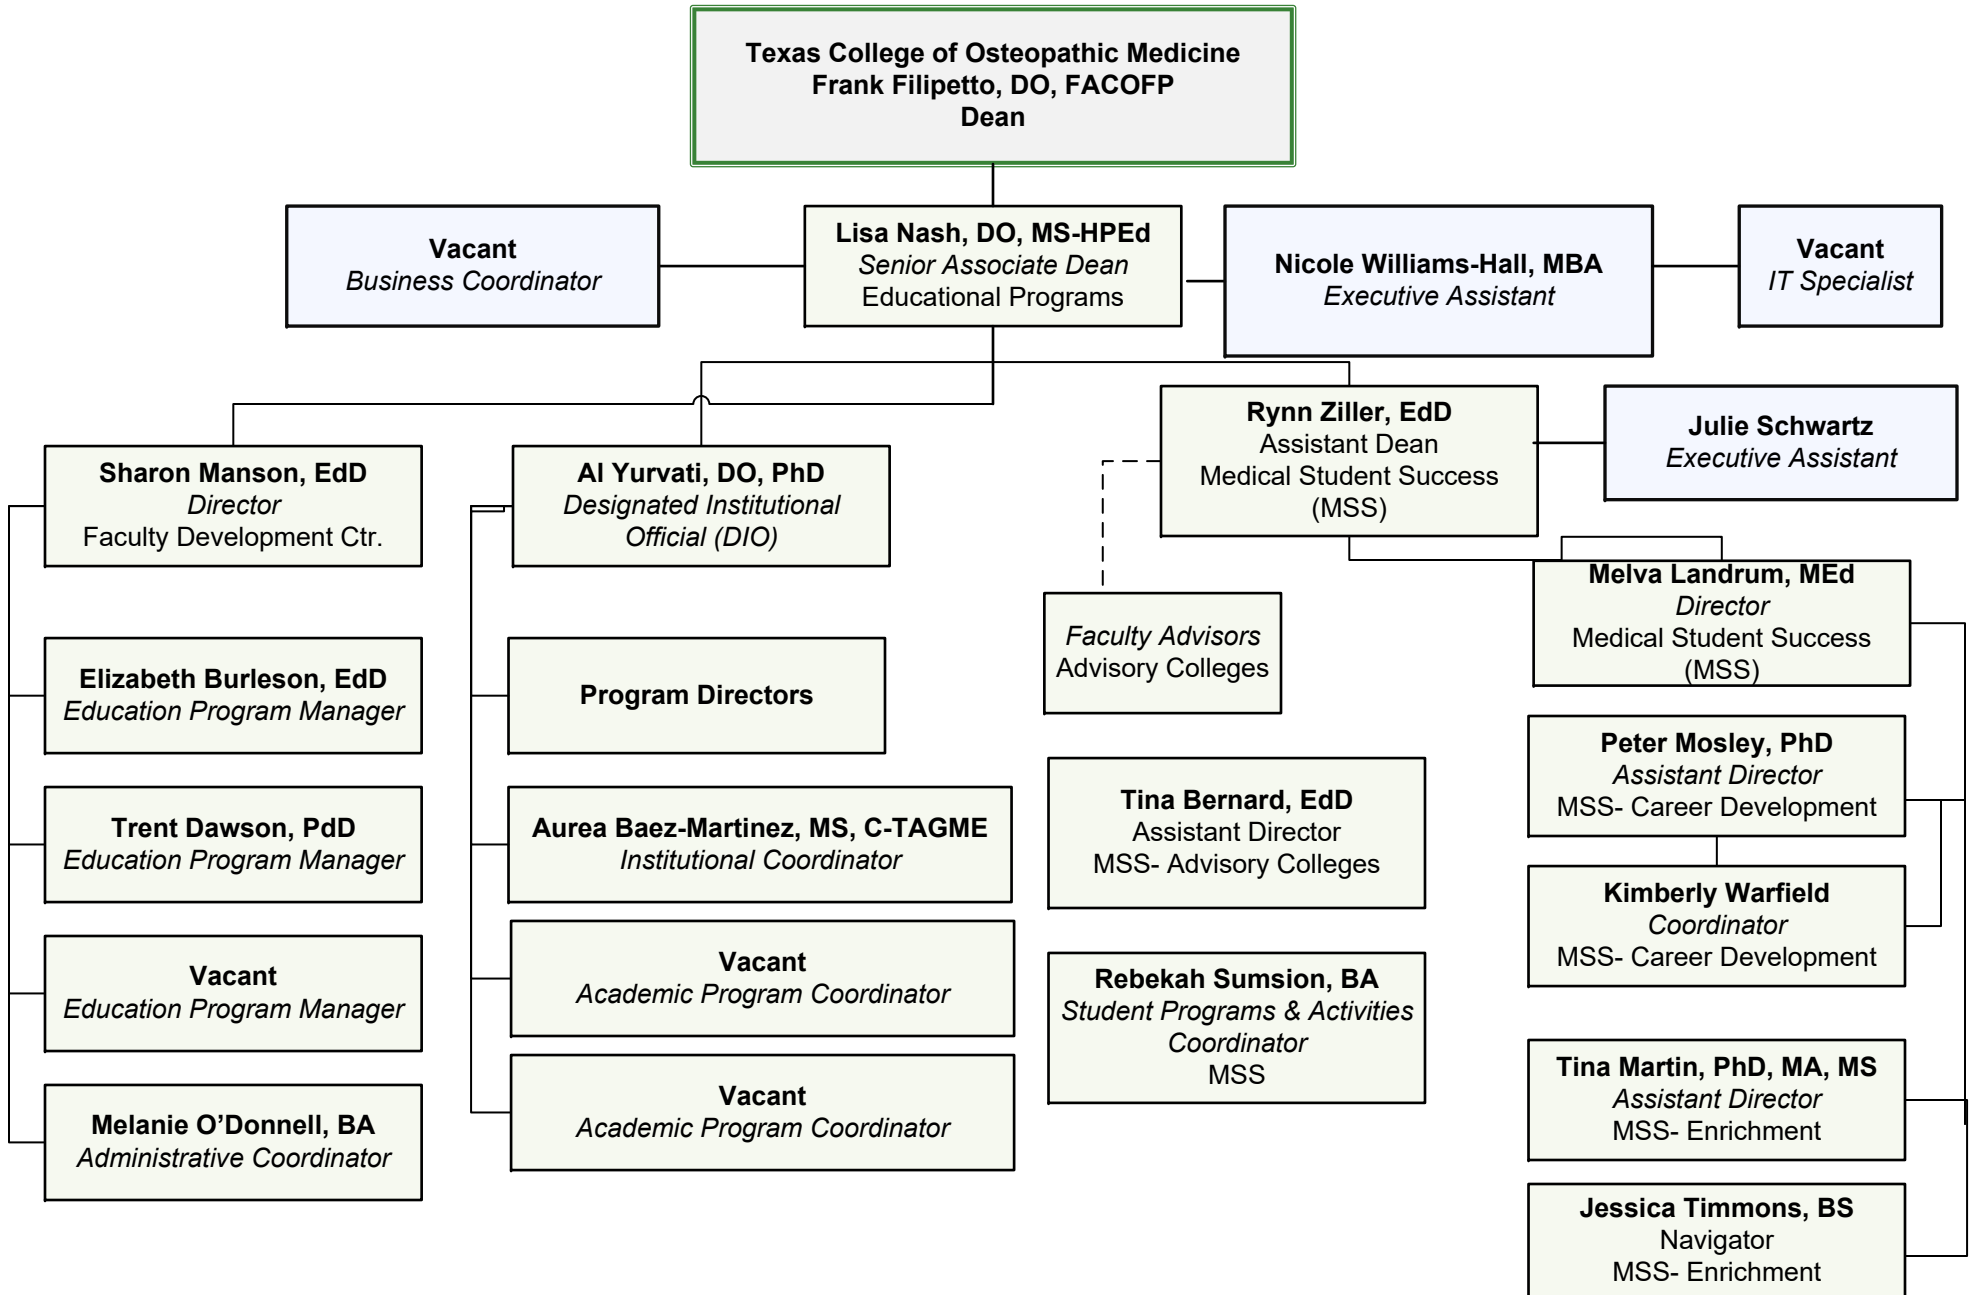 Texas College of Osteopathic Medicine
Frank Filipetto, DO, FACOFP
Dean
Vacant
Business Coordinator
Lisa Nash, DO, MS-HPEd
Senior Associate Dean
Educational Programs
Nicole Williams-Hall, MBA
Executive Assistant
Vacant
IT Specialist
Rynn Ziller, EdD
Assistant Dean
Medical Student Success
(MSS)
Julie Schwartz
Executive Assistant
Sharon Manson, EdD
Director
Faculty Development Ctr.
Elizabeth Burleson, EdD
Education Program Manager
Trent Dawson, PdD
Education Program Manager
Vacant
Education Program Manager
Melanie O’Donnell, BA
Administrative Coordinator
Al Yurvati, DO, PhD
Designated Institutional
Official (DIO)
Program Directors
Aurea Baez-Martinez, MS, C-TAGME
Institutional Coordinator
Vacant
Academic Program Coordinator
Vacant
Academic Program Coordinator
Faculty Advisors
Advisory Colleges
Tina Bernard, EdD
Assistant Director
MSS- Advisory Colleges
Rebekah Sumsion, BA
Student Programs & Activities
Coordinator
MSS
Melva Landrum, MEd
Director
Medical Student Success
(MSS)
Peter Mosley, PhD
Assistant Director
MSS- Career Development
Kimberly Warfield
Coordinator
MSS- Career Development
Tina Martin, PhD, MA, MS
Assistant Director
MSS- Enrichment
Jessica Timmons, BS
Navigator
MSS- Enrichment